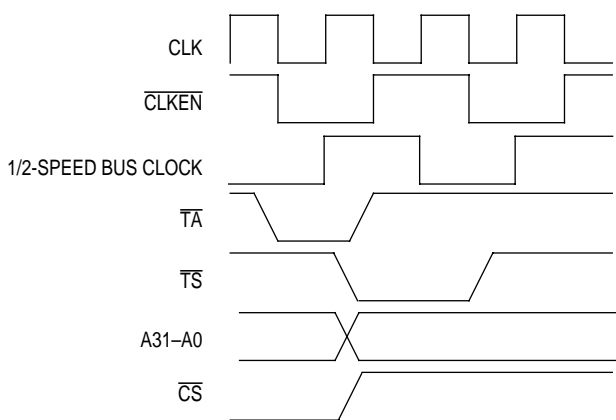 CLK
CLKEN
1/2-SPEED BUS CLOCK
TA
TS
A31–A0
CS